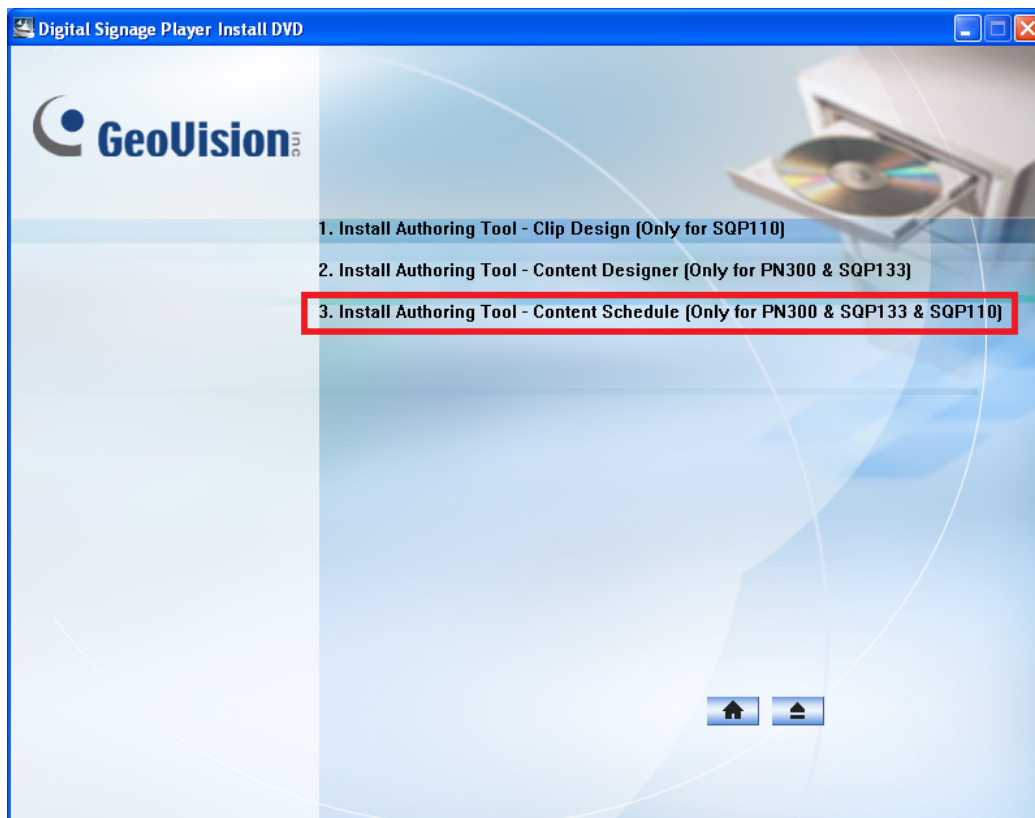 Digital Signage Player Install DVD
GeoVision inc
1. Install Authoring Tool - Clip Design (Only for SQP110)
2. Install Authoring Tool - Content Designer (Only for PN300 & SQP133)
3. Install Authoring Tool - Content Schedule (Only for PN300 & SQP133 & SQP110)